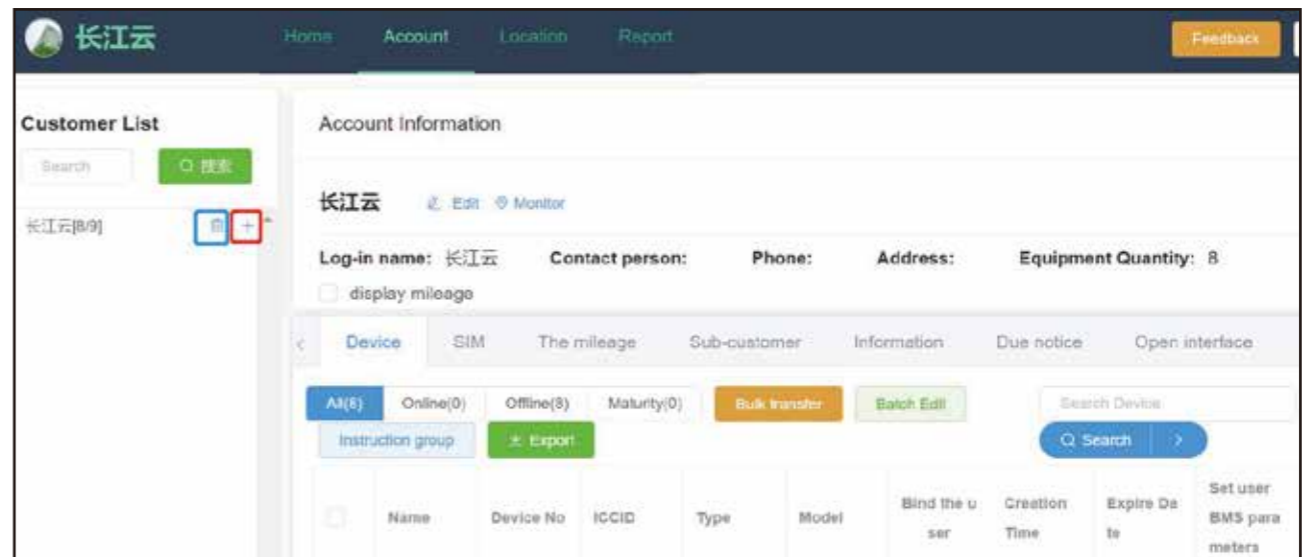 长江云 Home Account Location Report Feedback
Customer List
Search 搜索
长江云[8/9]
Account Information
长江云 Edit Monitor
Log-in name: 长江云 Contact person: Phone: Address: Equipment Quantity: 8
display mileage
Device SIM The mileage Sub-customer Information Due notice Open interface
All(8) Online(0) Offline(8) Maturity(0) Bulk transfer Batch Edit Search Device
Instruction group Export Search
Name Device No ICCID Type Model Bind the u
ser Creation
Time Expire Da
te Set user
BMS para
meters